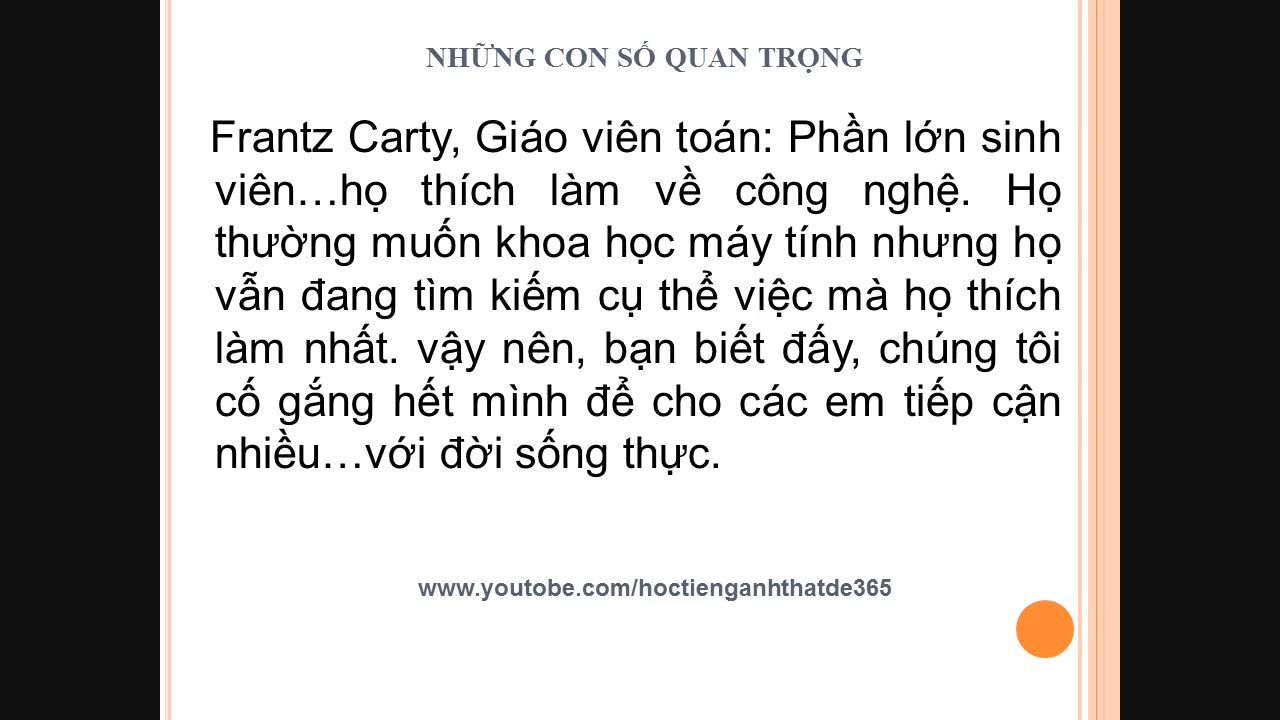 NHỮNG CON SỐ QUAN TRỌNG
Frantz Carty, Giáo viên toán: Phần lớn sinh
viên…họ thích làm về công nghệ. Họ
thường muốn khoa học máy tính nhưng họ
vẫn đang tìm kiếm cụ thể việc mà họ thích
làm nhất. vậy nên, bạn biết đấy, chúng tôi
cố gắng hết mình để cho các em tiếp cận
nhiều…với đời sống thực.
www.youtobe.com/hoctienganhthatde365